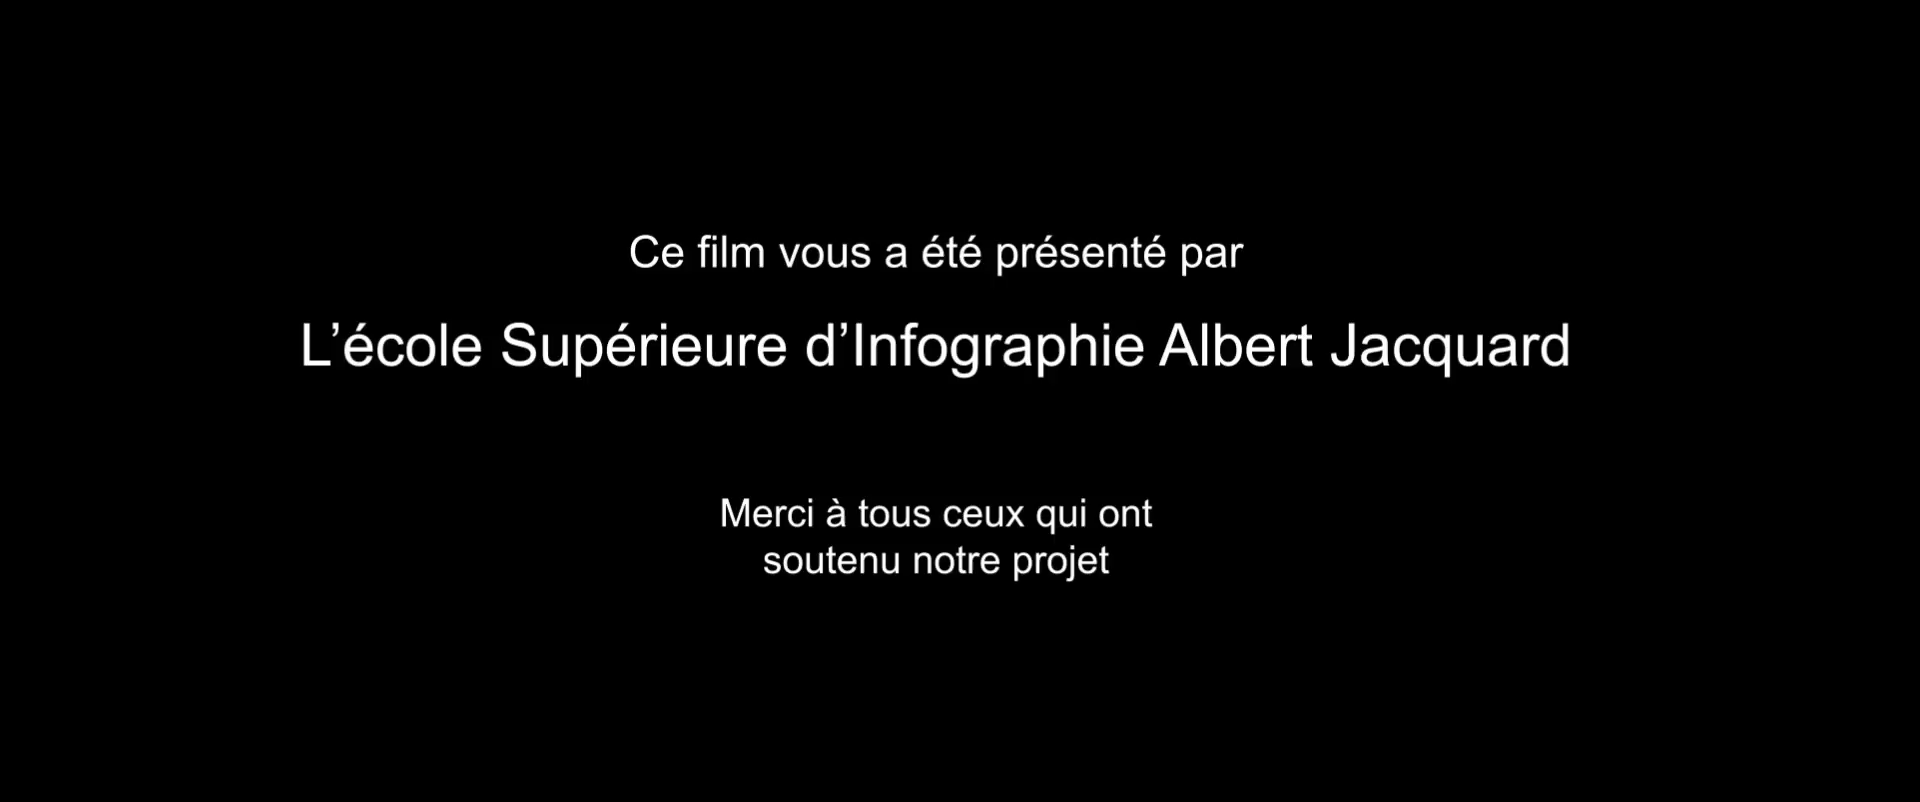 Ce film vous a été présenté par
L’école Supérieure d’Infographie Albert Jacquard
Merci à tous ceux qui ont
soutenu notre projet